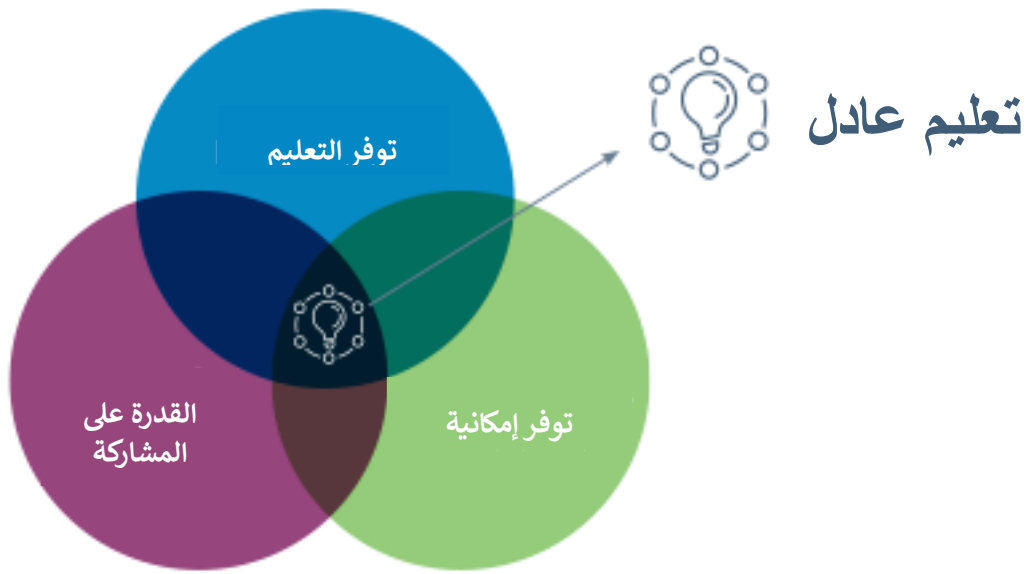 تعليم عادل
توفر التعليم
القدرة على
المشاركة
توفر إمكانية